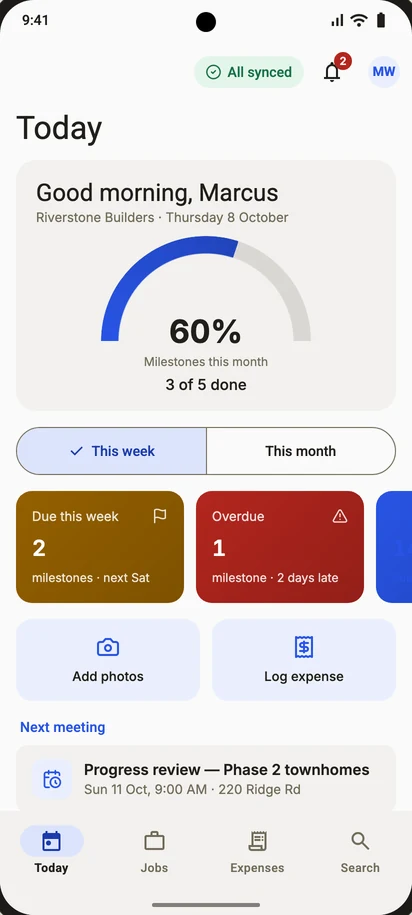 9:41
All synced
2
MW
Today
Good morning, Marcus
Riverstone Builders · Thursday 8 October
60%
Milestones this month
3 of 5 done
This week
This month
Due this week
2
milestones · next Sat
Overdue
1
milestone · 2 days late
Add photos
Log expense
Next meeting
Progress review — Phase 2 townhomes
Sun 11 Oct, 9:00 AM · 220 Ridge Rd
Today
Jobs
Expenses
Search